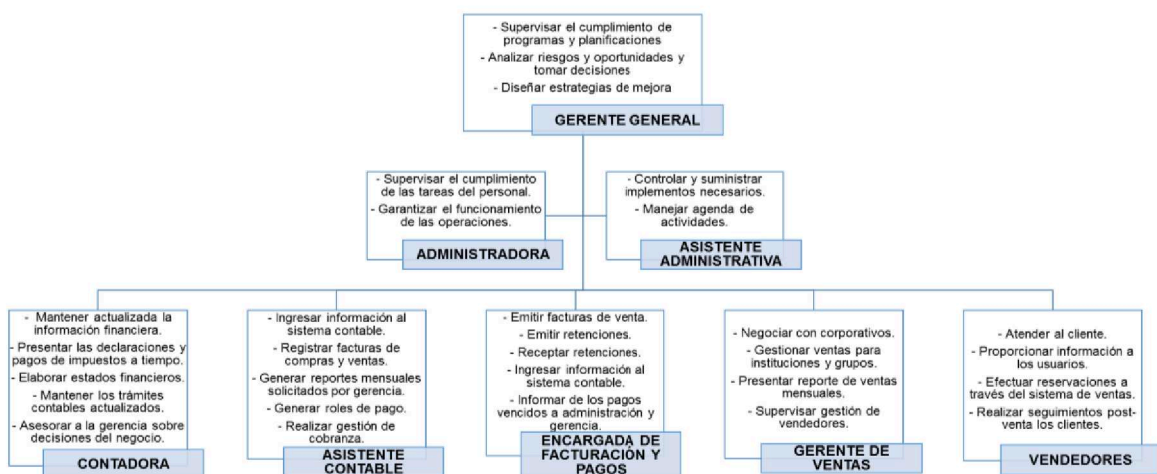 - Supervisar el cumplimiento de
programas y planificaciones
- Analizar riesgos y oportunidades y
tomar decisiones
- Diseñar estrategias de mejora
GERENTE GENERAL
- Supervisar el cumplimiento
de las tareas del personal.
- Garantizar el funcionamiento
de las operaciones.
ADMINISTRADORA
- Controlar y suministrar
implementos necesarios.
- Manejar agenda de
actividades.
ASISTENTE
ADMINISTRATIVA
- Mantener actualizada la
información financiera.
- Presentar las declaraciones y
pagos de impuestos a tiempo.
- Elaborar estados financieros.
- Mantener los trámites
contables actualizados.
- Asesorar a la gerencia sobre
decisiones del negocio.
CONTADORA
- Ingresar información al
sistema contable.
- Registrar facturas de
compras y ventas.
- Generar reportes mensuales
solicitados por gerencia.
- Generar roles de pago.
- Realizar gestión de
cobranza.
ASISTENTE
CONTABLE
- Emitir facturas de venta.
- Emitir retenciones.
- Receptar retenciones.
- Ingresar información al
sistema contable.
- Informar de los pagos
vencidos a administración y
gerencia.
ENCARGADA DE
FACTURACIÓN Y
PAGOS
- Negociar con corporativos.
- Gestionar ventas para
instituciones y grupos.
- Presentar reporte de ventas
mensuales.
- Supervisar gestión de
vendedores.
GERENTE DE
VENTAS
- Atender al cliente.
- Proporcionar información a
los usuarios.
- Efectuar reservaciones a
través del sistema de ventas.
- Realizar seguimientos post-
venta los clientes.
VENDEDORES